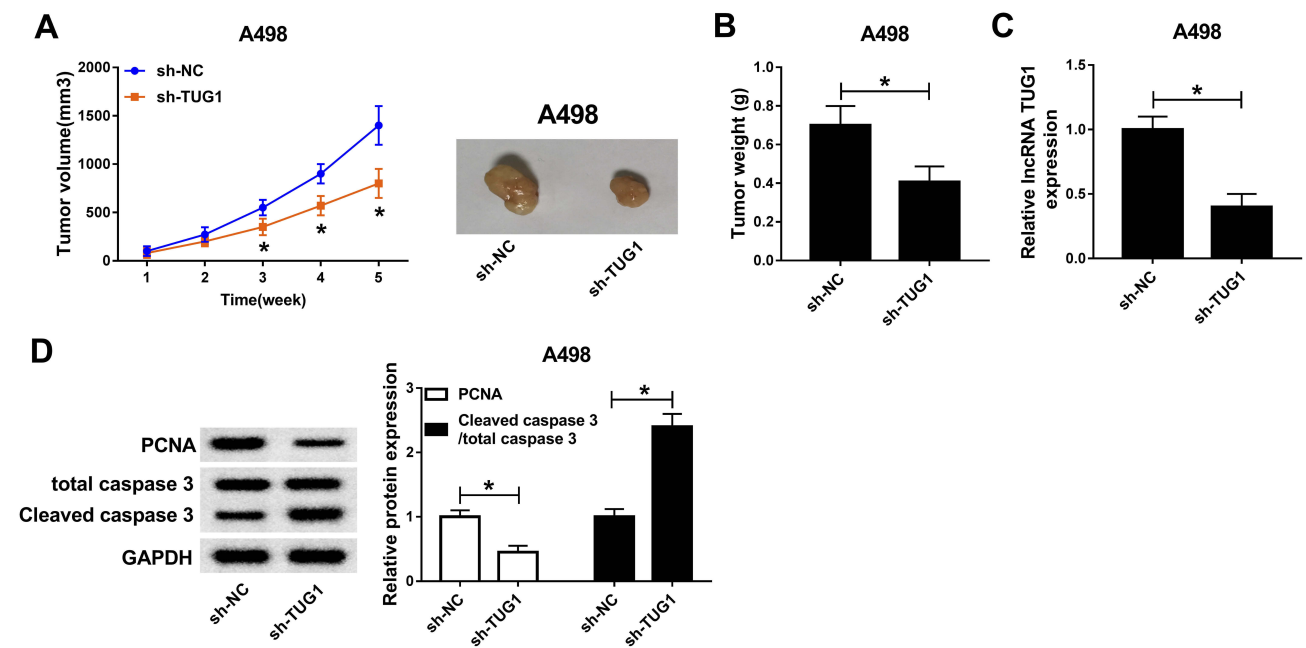 A
A498
Tumor volume(mm3)
2000
1500
1000
500
0
sh-NC
sh-TUG1
*
*
*
1
2
3
4
5
Time(week)
A498
sh-NC
sh-TUG1
B
A498
Tumor weight (g)
1.0
0.8
0.6
0.4
0.2
0.0
*
sh-NC
sh-TUG1
C
A498
Relative lncRNA TUG1
expression
1.5
1.0
0.5
0.0
*
sh-NC
sh-TUG1
D
PCNA
total caspase 3
Cleaved caspase 3
GAPDH
sh-NC
sh-TUG1
A498
Relative protein expression
3
2
1
0
PCNA
Cleaved caspase 3
/total caspase 3
*
*
sh-NC
sh-TUG1
sh-NC
sh-TUG1